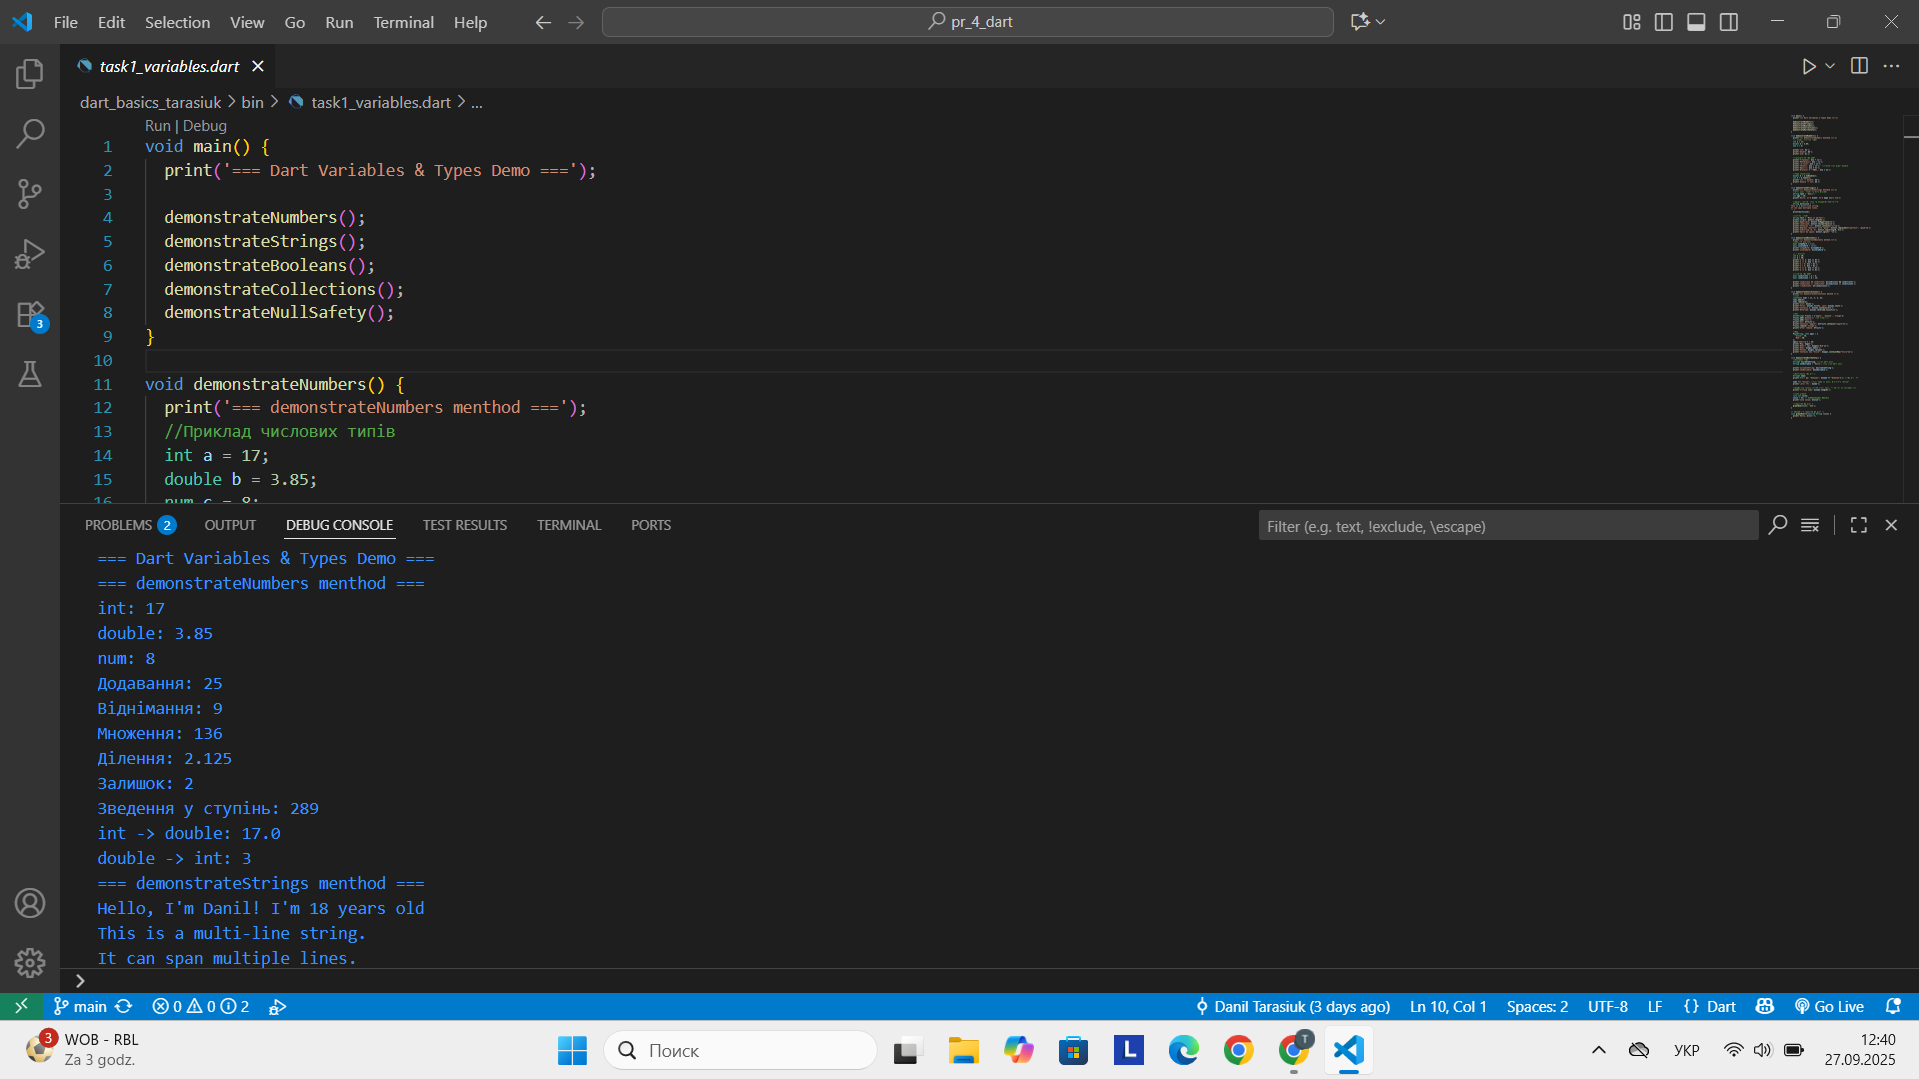 File Edit Selection View Go Run Terminal Help
pr_4_dart
task1_variables.dart
dart_basics_tarasiuk > bin > task1_variables.dart > ...
Run | Debug
1 void main() {
2 print('=== Dart Variables & Types Demo ===');
3
4 demonstrateNumbers();
5 demonstrateStrings();
6 demonstrateBooleans();
7 demonstrateCollections();
8 demonstrateNullSafety();
9 }
10
11 void demonstrateNumbers() {
12 print('=== demonstrateNumbers menthod ===');
13 //Приклад числових типів
14 int a = 17;
15 double b = 3.85;
16 num c = 8;
3
PROBLEMS 2 OUTPUT DEBUG CONSOLE TEST RESULTS TERMINAL PORTS
Filter (e.g. text, !exclude, \escape)
=== Dart Variables & Types Demo ===
=== demonstrateNumbers menthod ===
int: 17
double: 3.85
num: 8
Додавання: 25
Віднімання: 9
Множення: 136
Ділення: 2.125
Залишок: 2
Зведення у ступінь: 289
int -> double: 17.0
double -> int: 3
=== demonstrateStrings menthod ===
Hello, I'm Danil! I'm 18 years old
This is a multi-line string.
It can span multiple lines.
main 0 0 2 Danil Tarasiuk (3 days ago) Ln 10, Col 1 Spaces: 2 UTF-8 LF {} Dart Go Live
3 WOB - RBL
Za 3 godz.
Поиск
L
T
УКР
12:40
27.09.2025